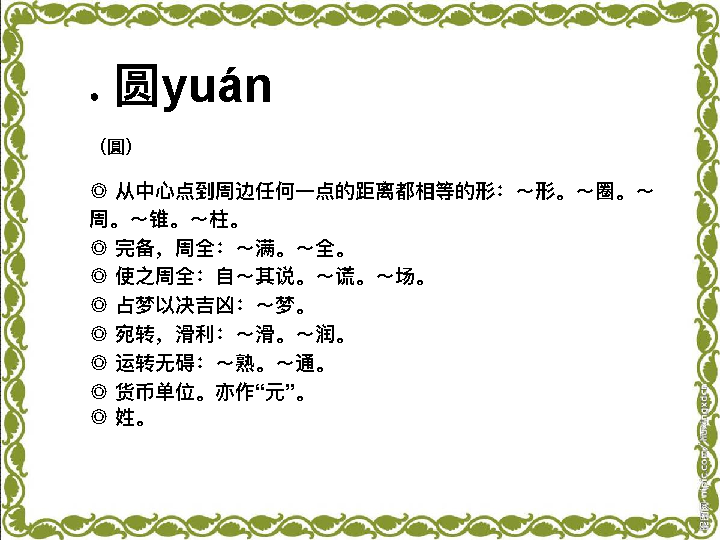 . 圆yuán
（圓）
◎ 从中心点到周边任何一点的距离都相等的形：～形。～圈。～
周。～锥。～柱。
◎ 完备，周全：～满。～全。
◎ 使之周全：自～其说。～谎。～场。
◎ 占梦以决吉凶：～梦。
◎ 宛转，滑利：～滑。～润。
◎ 运转无碍：～熟。～通。
◎ 货币单位。亦作“元”。
◎ 姓。